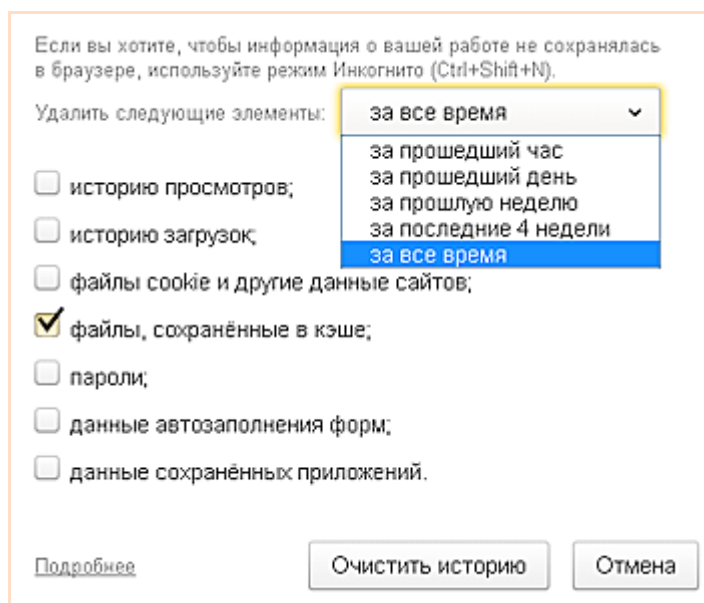 Если вы хотите, чтобы информация о вашей работе не сохранялась
в браузере, используйте режим Инкогнито (Ctrl+Shift+N).
Удалить следующие элементы: за все время
за прошедший час
за прошедший день
за прошлую неделю
за последние 4 недели
за все время
историю просмотров;
историю загрузок;
файлы cookie и другие данные сайтов;
файлы, сохранённые в кэше;
пароли;
данные автозаполнения форм;
данные сохранённых приложений.
Подробнее Очистить историю Отмена